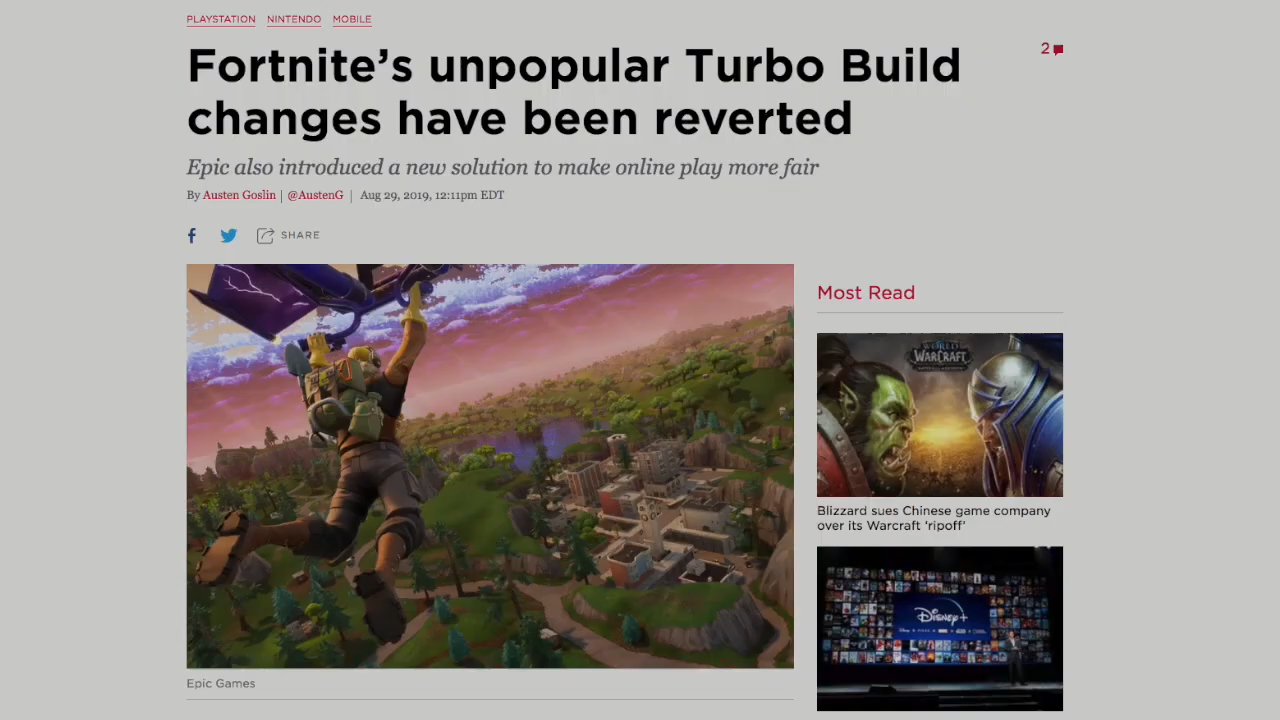 PLAYSTATION NINTENDO MOBILE
Fortnite’s unpopular Turbo Build
changes have been reverted
2
Epic also introduced a new solution to make online play more fair
By Austen Goslin | @AustenG | Aug 29, 2019, 12:11pm EDT
SHARE
Most Read
WORLD
WARCRAFT
Blizzard sues Chinese game company
over its Warcraft ‘ripoff’
Disney+
Epic Games